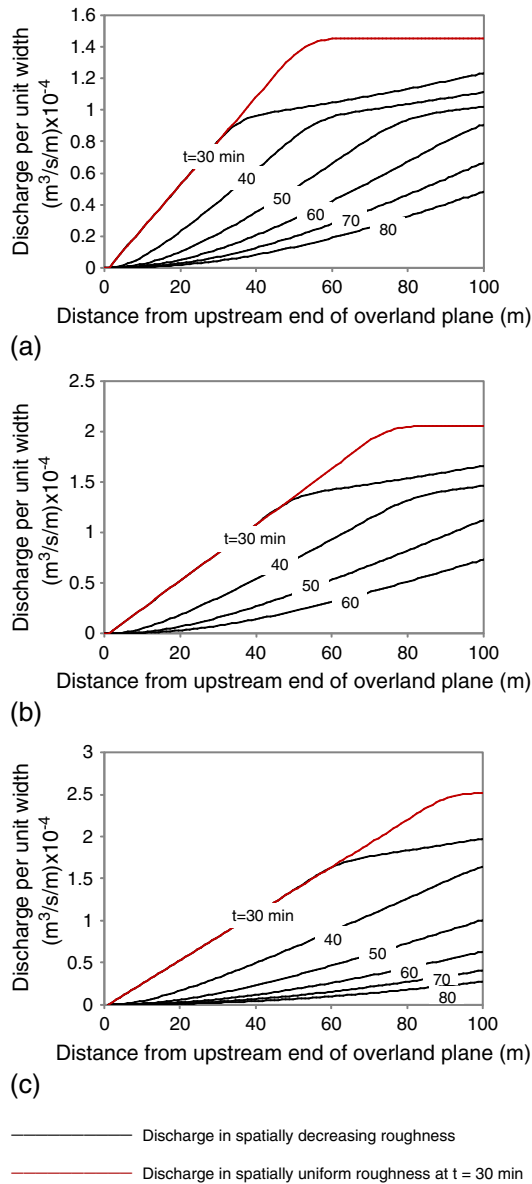 1.6
1.4
1.2
1
0.8
0.6
0.4
0.2
0
Discharge per unit width
(m³/s/m)x10⁻⁴
t=30 min
40
50
60
70
80
0 20 40 60 80 100
Distance from upstream end of overland plane (m)
(a)
2.5
2
1.5
1
0.5
0
Discharge per unit width
(m³/s/m)x10⁻⁴
t=30 min
40
50
60
0 20 40 60 80 100
Distance from upstream end of overland plane (m)
(b)
3
2.5
2
1.5
1
0.5
0
Discharge per unit width
(m³/s/m)x10⁻⁴
t=30 min
40
50
60
70
80
0 20 40 60 80 100
Distance from upstream end of overland plane (m)
(c)
Discharge in spatially decreasing roughness
Discharge in spatially uniform roughness at t = 30 min